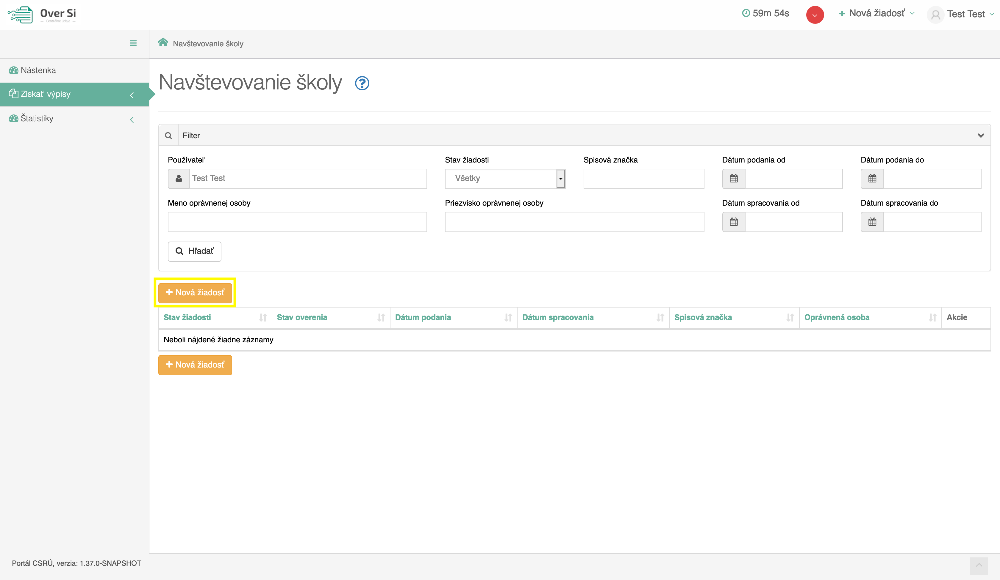 Over Si
— Centrálne údaje —
59m 54s
Nová žiadosť
Test Test
Navštevovanie školy
Nástenka
Získať výpisy
Štatistiky
Navštevovanie školy
Filter
Používateľ
Stav žiadosti
Spisová značka
Dátum podania od
Dátum podania do
Test Test
Všetky
Meno oprávnenej osoby
Priezvisko oprávnenej osoby
Dátum spracovania od
Dátum spracovania do
Hľadať
Nová žiadosť
Stav žiadosti
Stav overenia
Dátum podania
Dátum spracovania
Spisová značka
Oprávnená osoba
Akcie
Neboli nájdené žiadne záznamy
Nová žiadosť
Portál CSRÚ, verzia: 1.37.0-SNAPSHOT